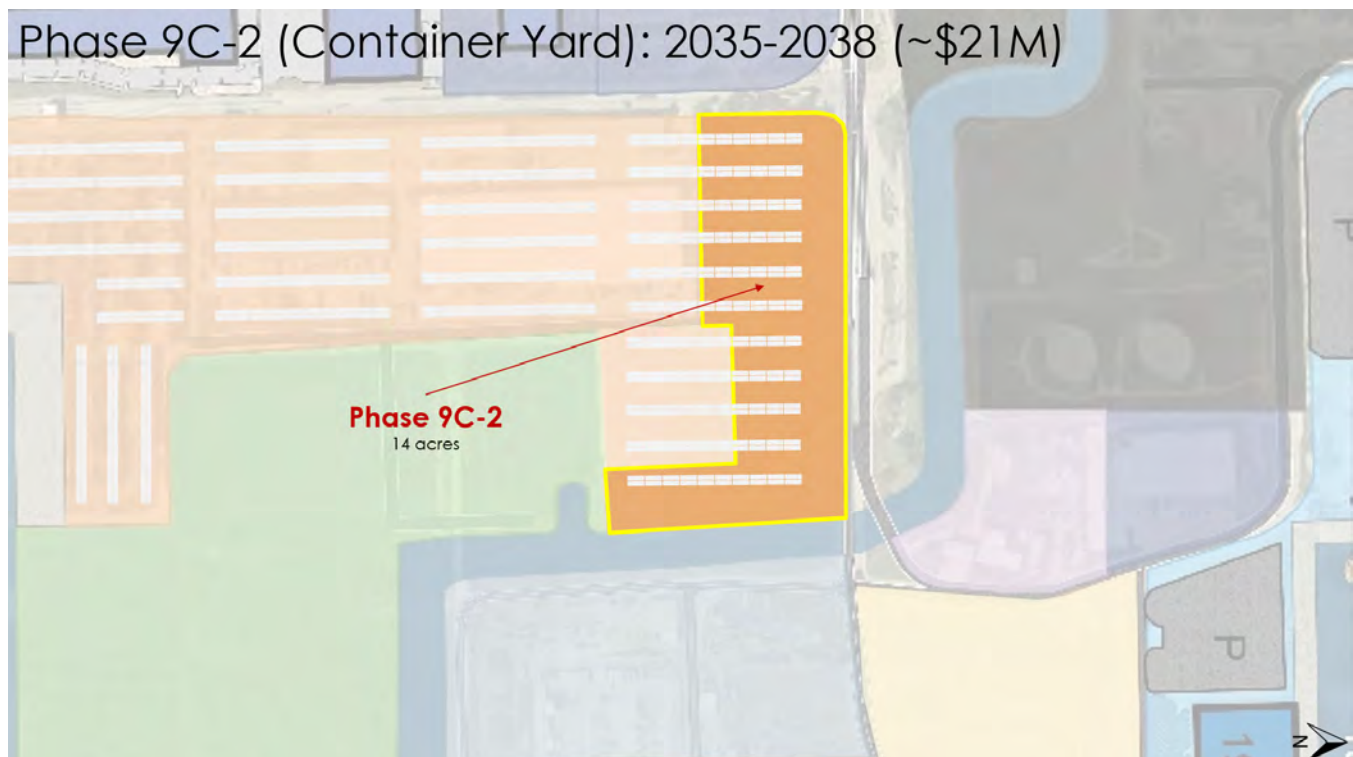 Phase 9C-2 (Container Yard): 2035-2038 (~$21M)
Phase 9C-2
14 acres
P
P
N